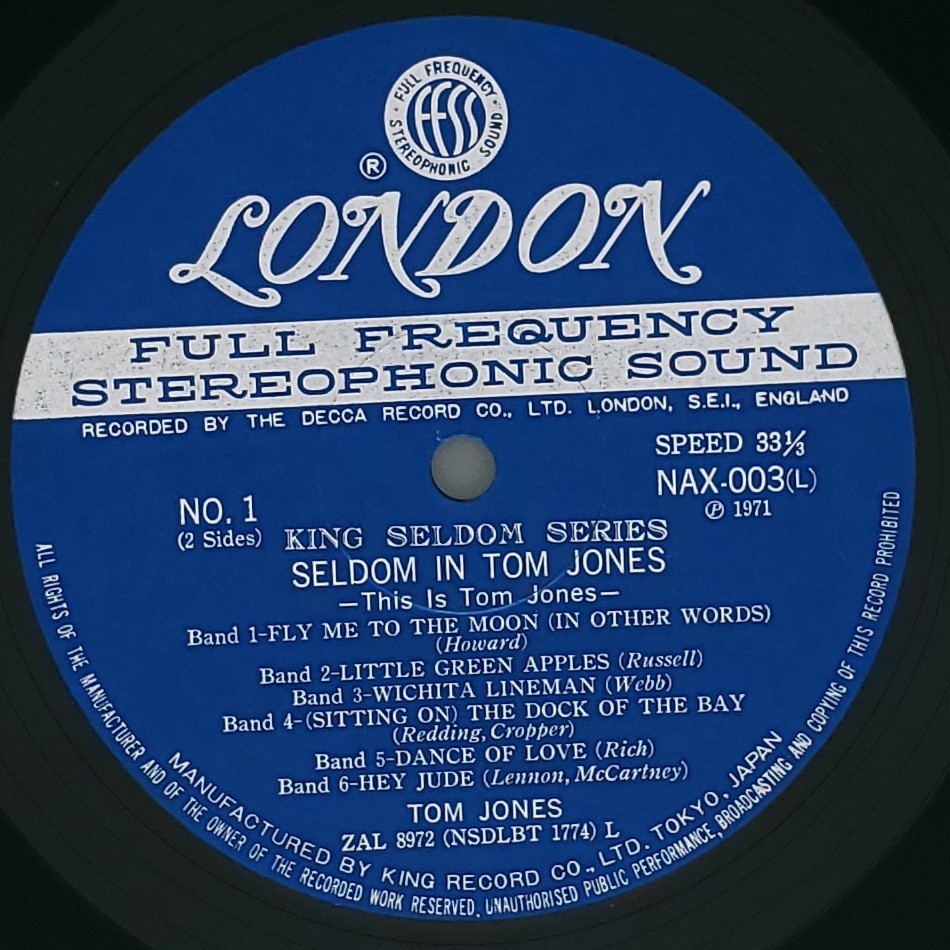 FULL FREQUENCY
ffss
STEREOPHONIC SOUND
®
LONDON
FULL FREQUENCY
STEREOPHONIC SOUND
RECORDED BY THE DECCA RECORD CO., LTD. LONDON, S.E.I., ENGLAND
SPEED 33⅓
NAX-003(L)
℗ 1971
NO. 1
(2 Sides)
KING SELDOM SERIES
SELDOM IN TOM JONES
—This Is Tom Jones—
Band 1-FLY ME TO THE MOON (IN OTHER WORDS)
(Howard)
Band 2-LITTLE GREEN APPLES (Russell)
Band 3-WICHITA LINEMAN (Webb)
Band 4-(SITTING ON) THE DOCK OF THE BAY
(Redding, Cropper)
Band 5-DANCE OF LOVE (Rich)
Band 6-HEY JUDE (Lennon, McCartney)
TOM JONES
ZAL 8972 (NSDLBT 1774) L
MANUFACTURED BY KING RECORD CO., LTD. TOKYO, JAPAN
ALL RIGHTS OF THE MANUFACTURER AND OF THE OWNER OF THE RECORDED WORK RESERVED. UNAUTHORISED PUBLIC PERFORMANCE, BROADCASTING AND COPYING OF THIS RECORD PROHIBITED